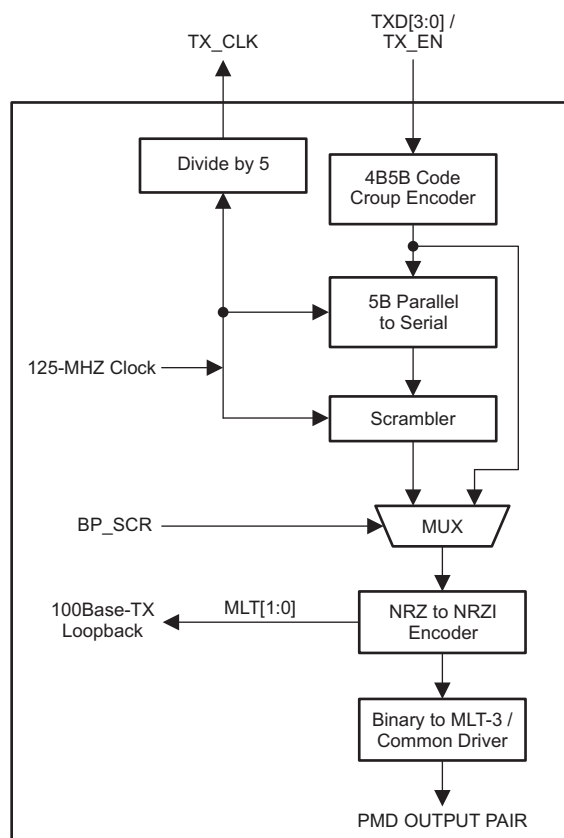 TXD[3:0] /
TX_EN
TX_CLK
Divide by 5
4B5B Code
Croup Encoder
5B Parallel
to Serial
125-MHZ Clock
Scrambler
BP_SCR
MUX
100Base-TX
Loopback
MLT[1:0]
NRZ to NRZI
Encoder
Binary to MLT-3 /
Common Driver
PMD OUTPUT PAIR